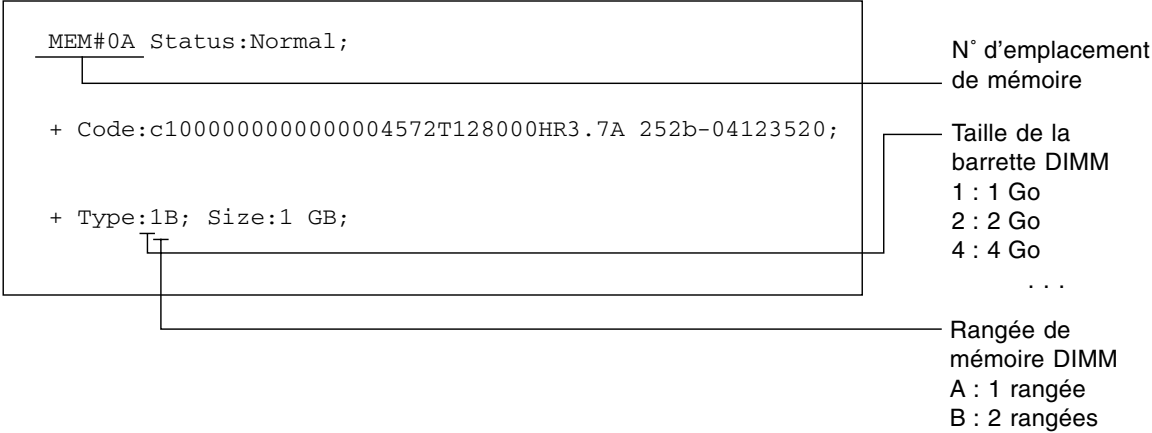 MEM#0A Status:Normal;
+ Code:c1000000000000004572T128000HR3.7A 252b-04123520;
+ Type:1B; Size:1 GB;
N° d'emplacement
de mémoire
Taille de la
barrette DIMM
1 : 1 Go
2 : 2 Go
4 : 4 Go
. . .
Rangée de
mémoire DIMM
A : 1 rangée
B : 2 rangées